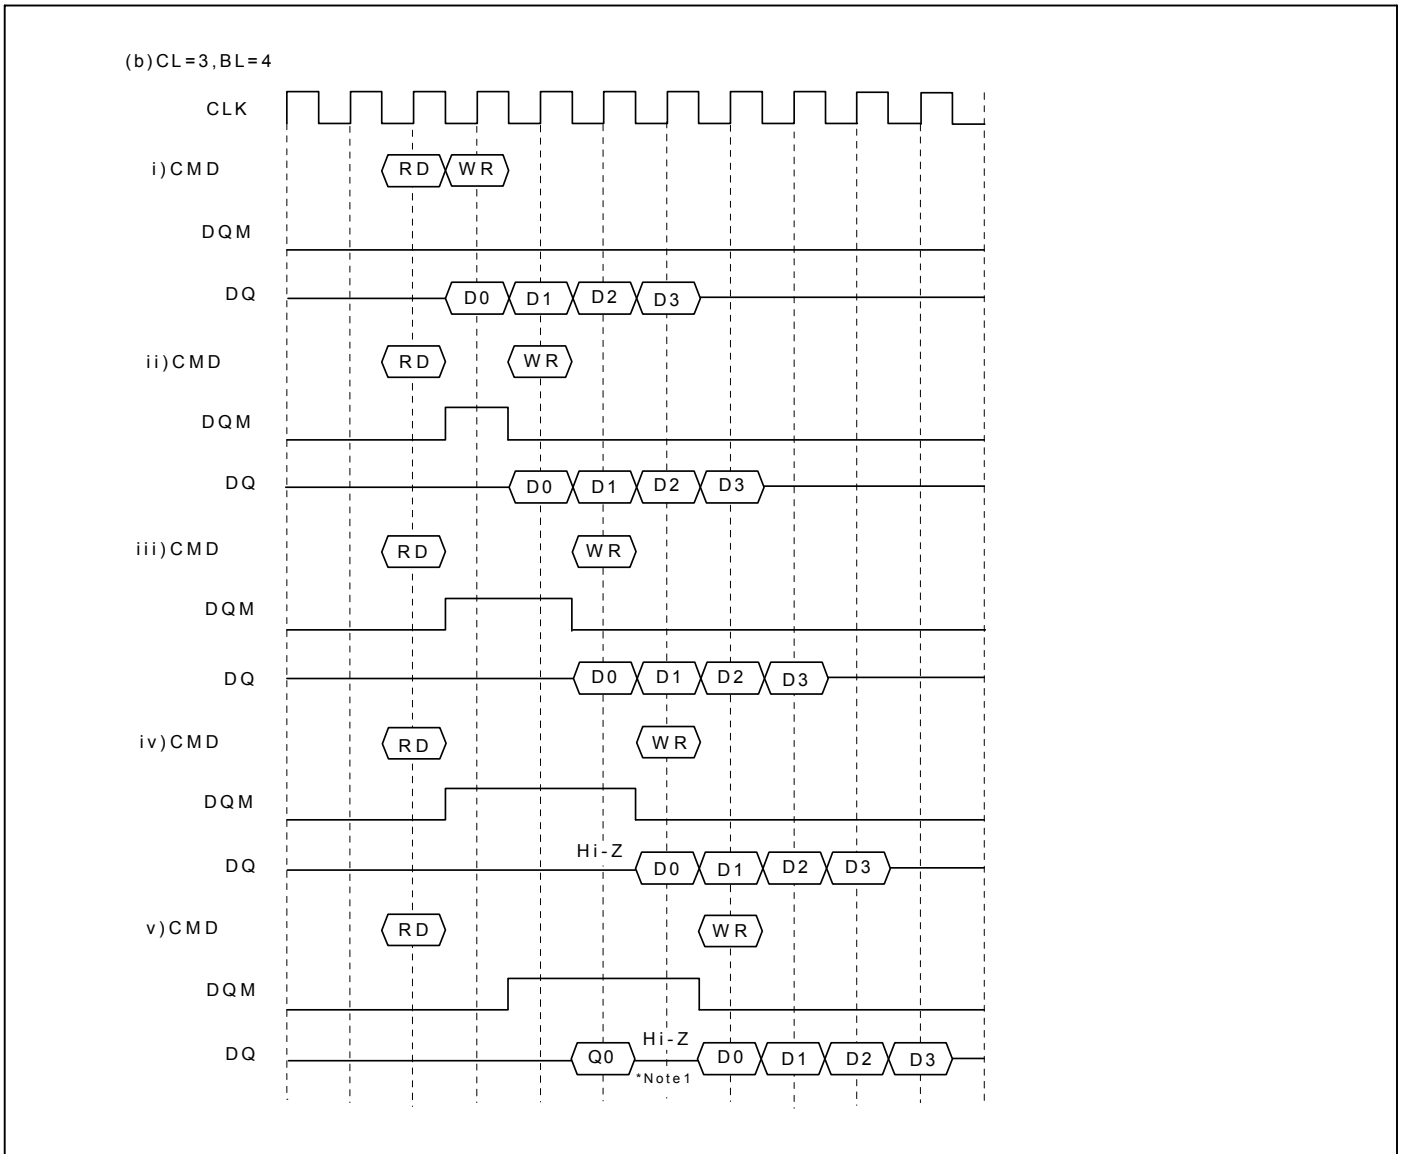 (b)CL=3,BL=4
CLK
i)CMD RD WR
DQM
DQ D0 D1 D2 D3
ii)CMD RD WR
DQM
DQ D0 D1 D2 D3
iii)CMD RD WR
DQM
DQ D0 D1 D2 D3
iv)CMD RD WR
DQM
DQ Hi-Z D0 D1 D2 D3
v)CMD RD WR
DQM
DQ Q0 Hi-Z D0 D1 D2 D3
*Note1